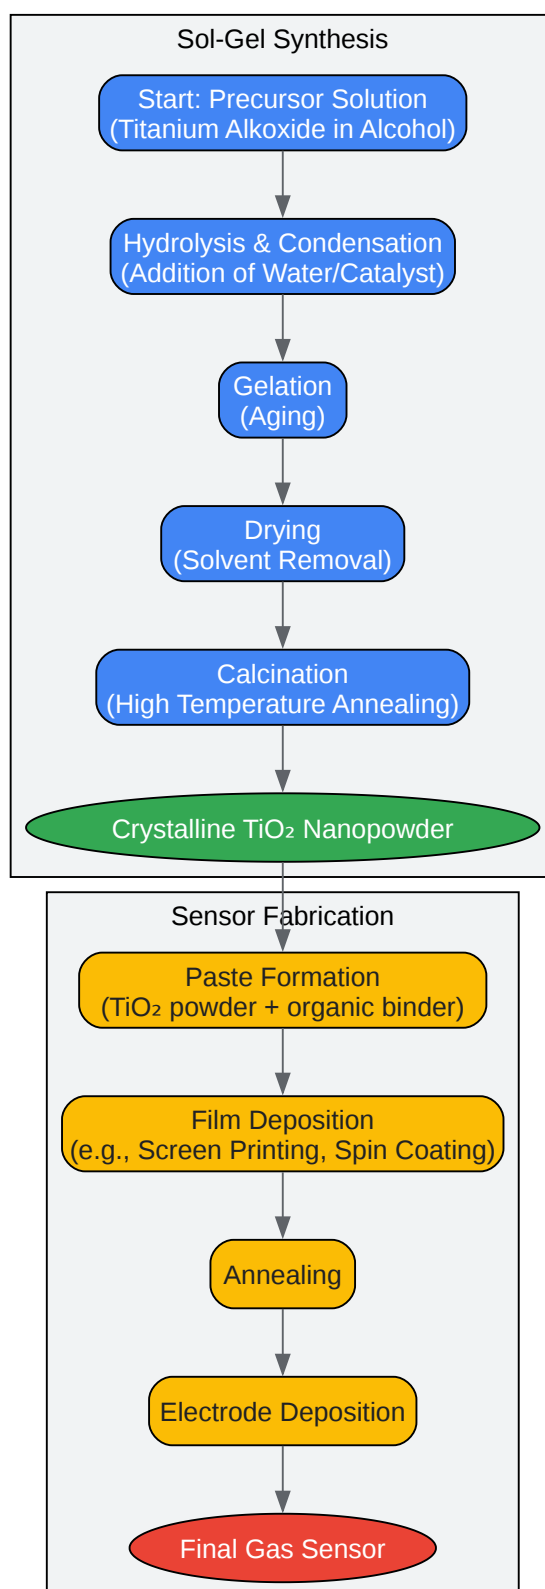 Sol-Gel Synthesis
Start: Precursor Solution
(Titanium Alkoxide in Alcohol)
Hydrolysis & Condensation
(Addition of Water/Catalyst)
Gelation
(Aging)
Drying
(Solvent Removal)
Calcination
(High Temperature Annealing)
Crystalline TiO₂ Nanopowder
Sensor Fabrication
Paste Formation
(TiO₂ powder + organic binder)
Film Deposition
(e.g., Screen Printing, Spin Coating)
Annealing
Electrode Deposition
Final Gas Sensor